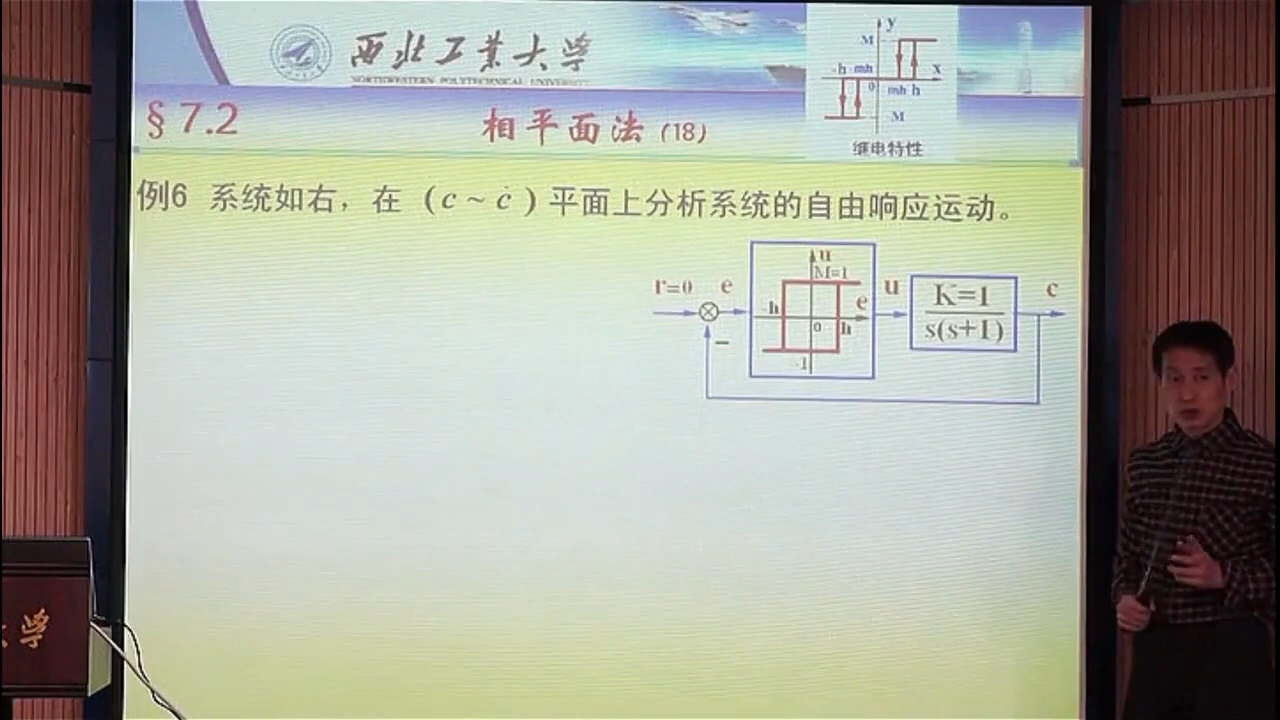 西北工业大学
NORTHWESTERN POLYTECHNICAL UNIVERSITY
§ 7.2 相平面法 (18)
y
M
-h mh x
0 mh h
M
继电特性
例6 系统如右，在 (c ~ ċ) 平面上分析系统的自由响应运动。
u
M=1
r=0 e -h e u K=1 c
0 h s(s+1)
−
-1
学